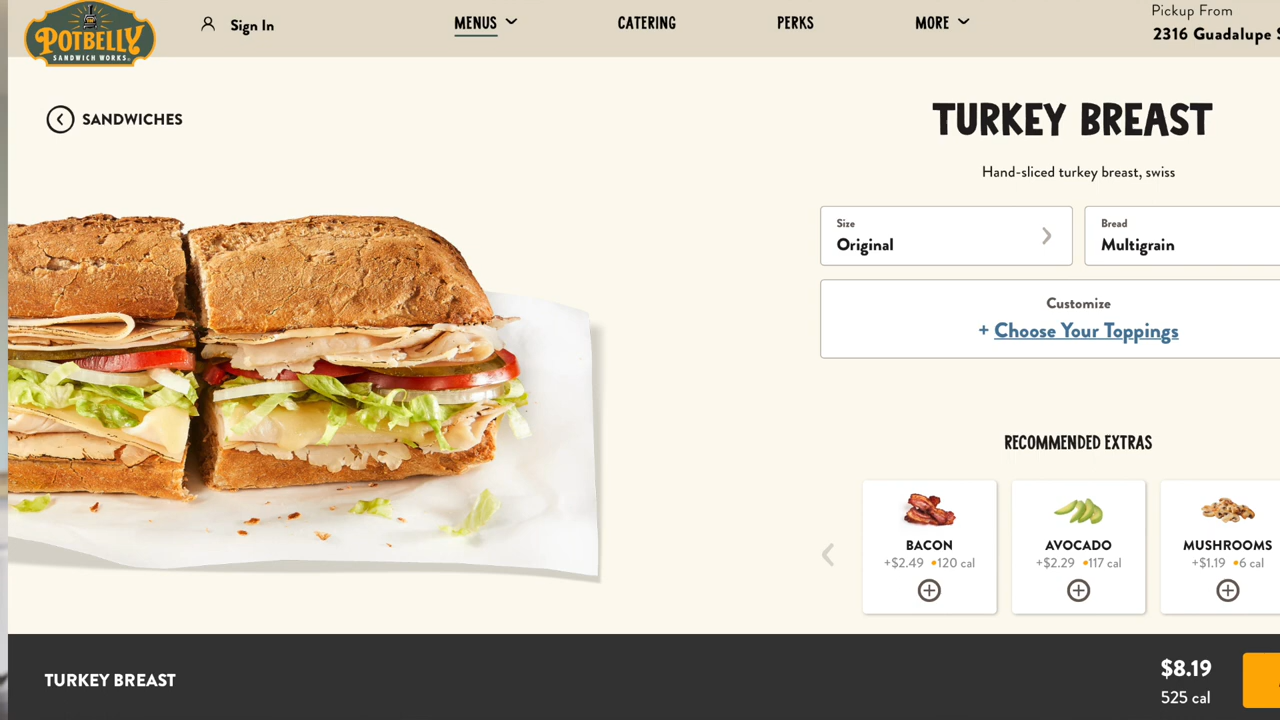 POTBELLY
SANDWICH WORKS
Sign In
MENUS
CATERING
PERKS
MORE
Pickup From
2316 Guadalupe
SANDWICHES
TURKEY BREAST
Hand-sliced turkey breast, swiss
Size
Original
Bread
Multigrain
Customize
+ Choose Your Toppings
RECOMMENDED EXTRAS
BACON
+$2.49 •120 cal
AVOCADO
+$2.29 •117 cal
MUSHROOMS
+$1.19 •6 cal
TURKEY BREAST
$8.19
525 cal